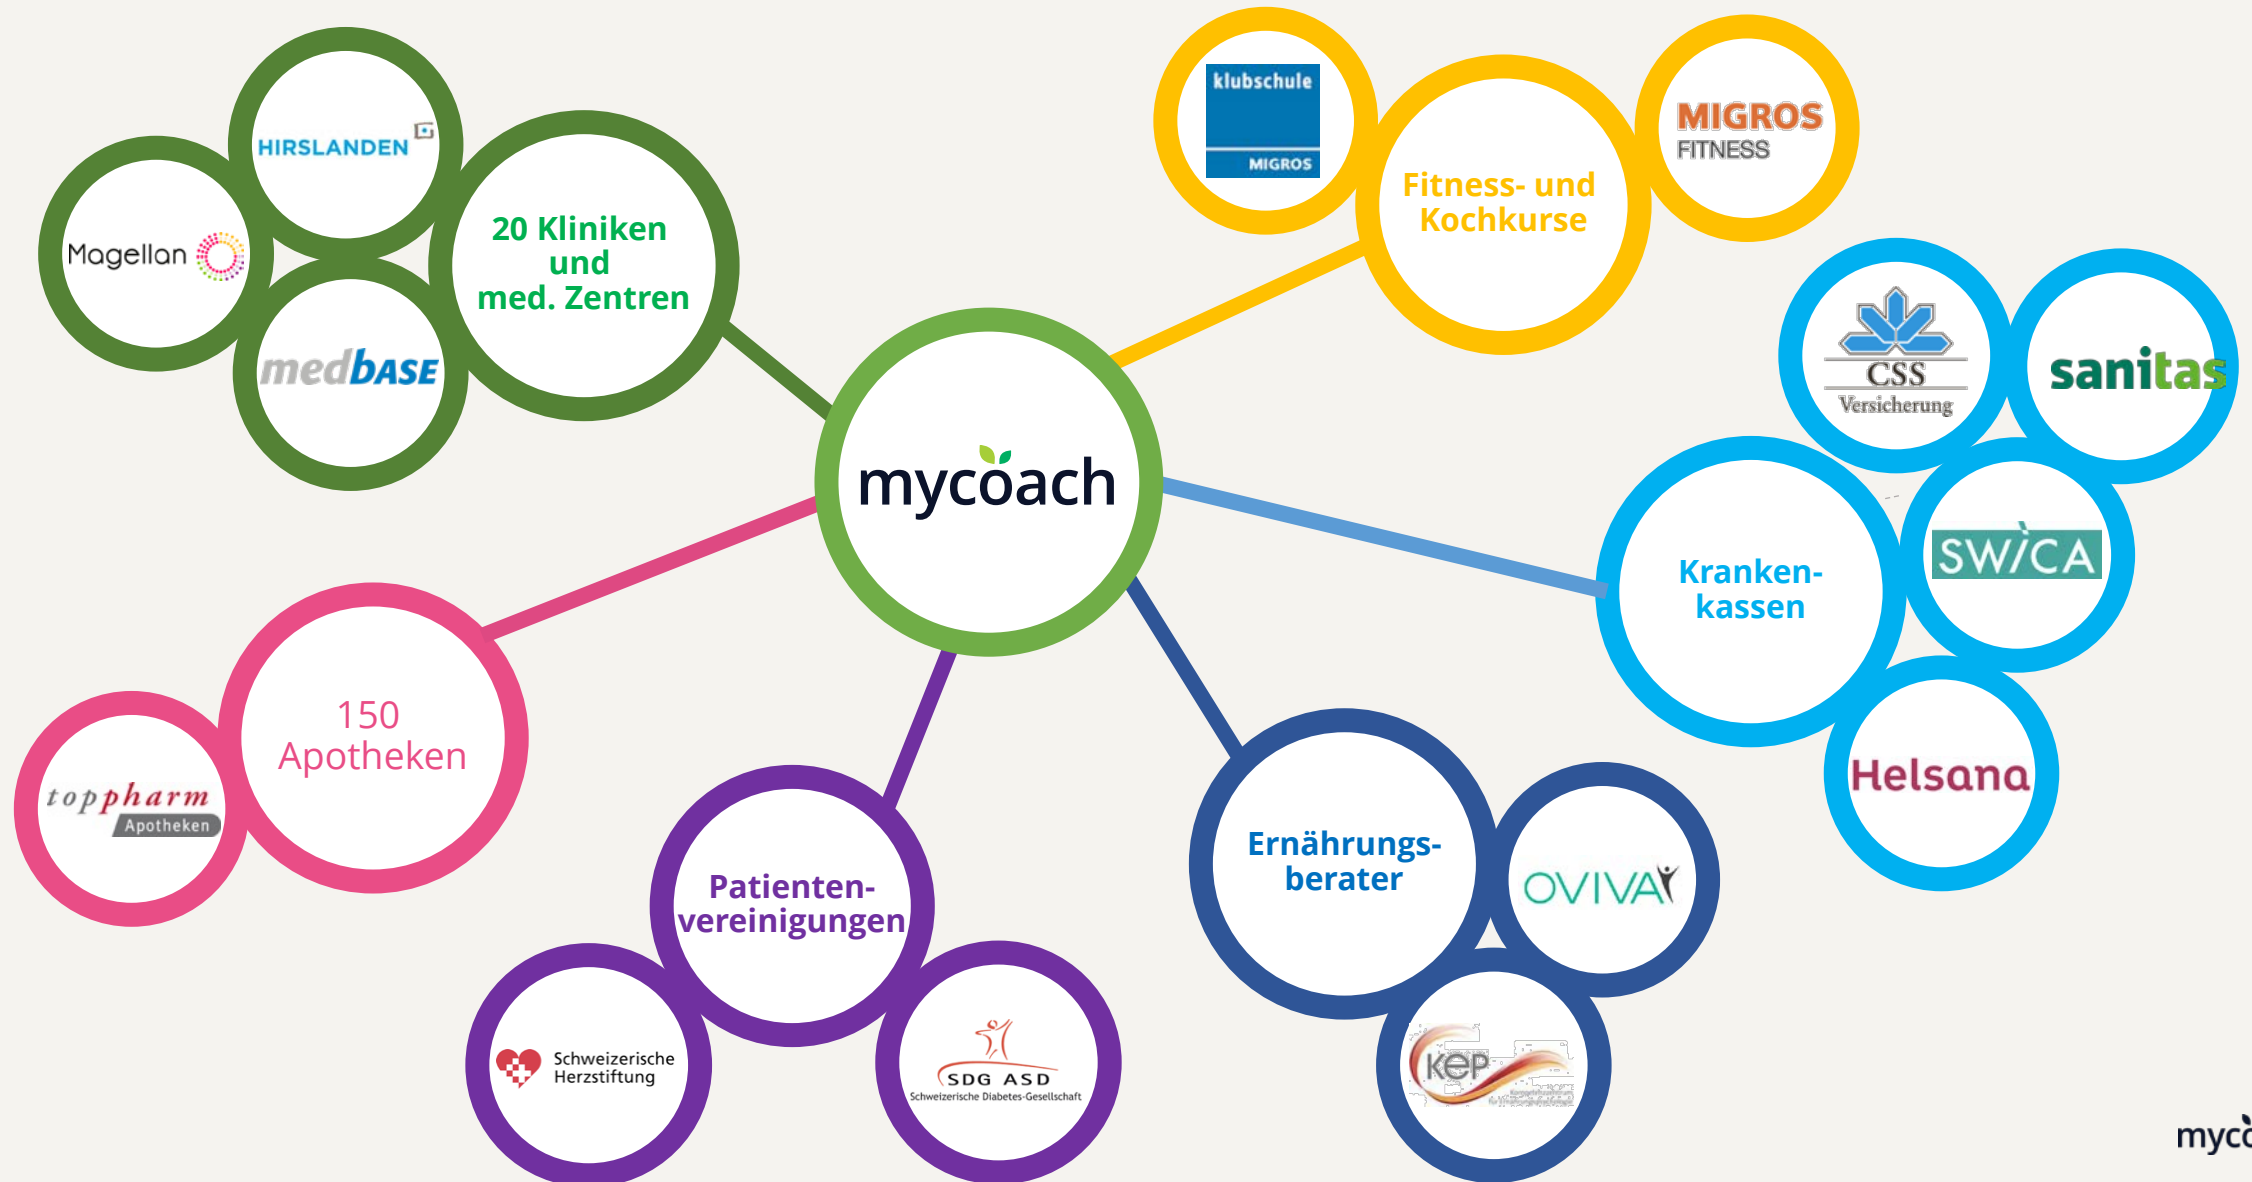 HIRSLANDEN
Magellan
medbase
20 Kliniken
und
med. Zentren
klubschule
MIGROS
Fitness- und
Kochkurse
MIGROS
FITNESS
mycoach
CSS
Versicherung
sanitas
SWICA
Kranken-
kassen
Helsana
150
Apotheken
toppharm
Apotheken
Patienten-
vereinigungen
Schweizerische
Herzstiftung
SDG ASD
Schweizerische Diabetes-Gesellschaft
Ernährungs-
berater
OVIVA
KEP